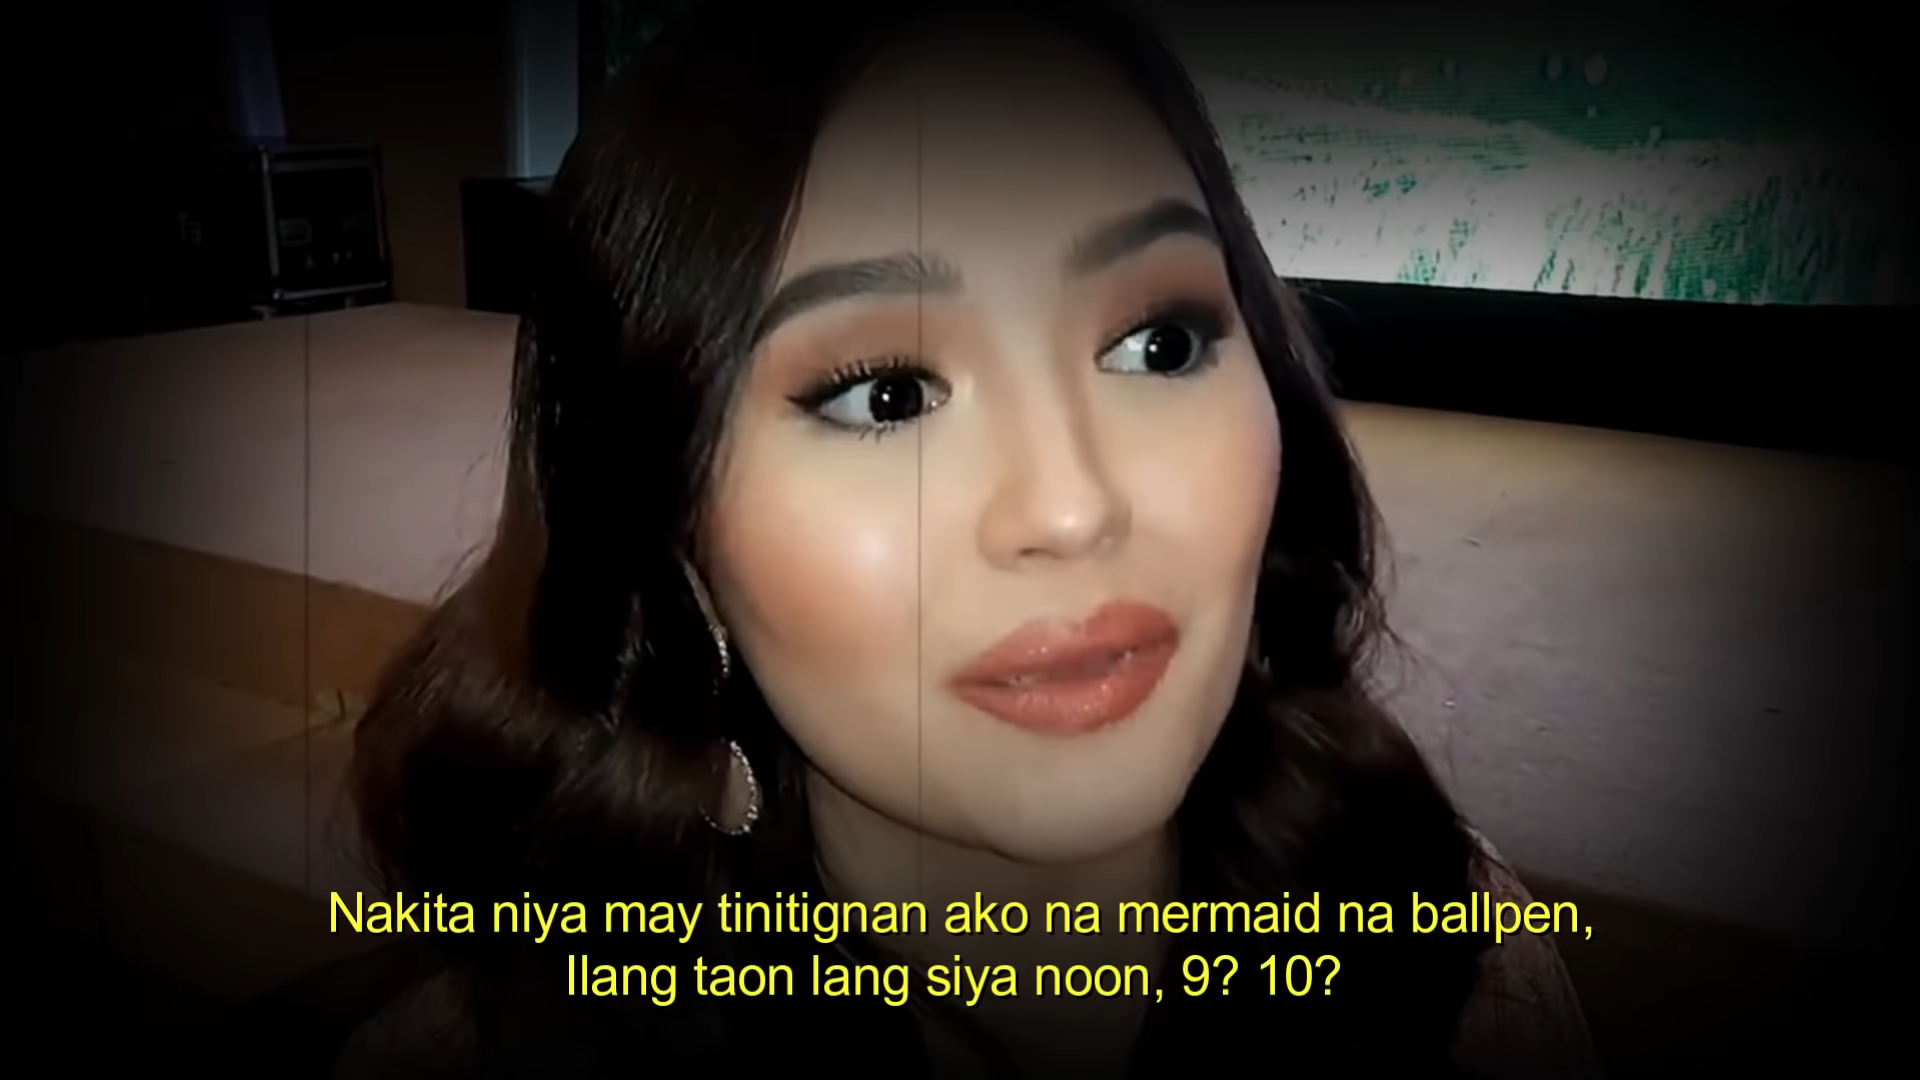 Nakita niya may tinitignan ako na mermaid na ballpen,
Ilang taon lang siya noon, 9? 10?